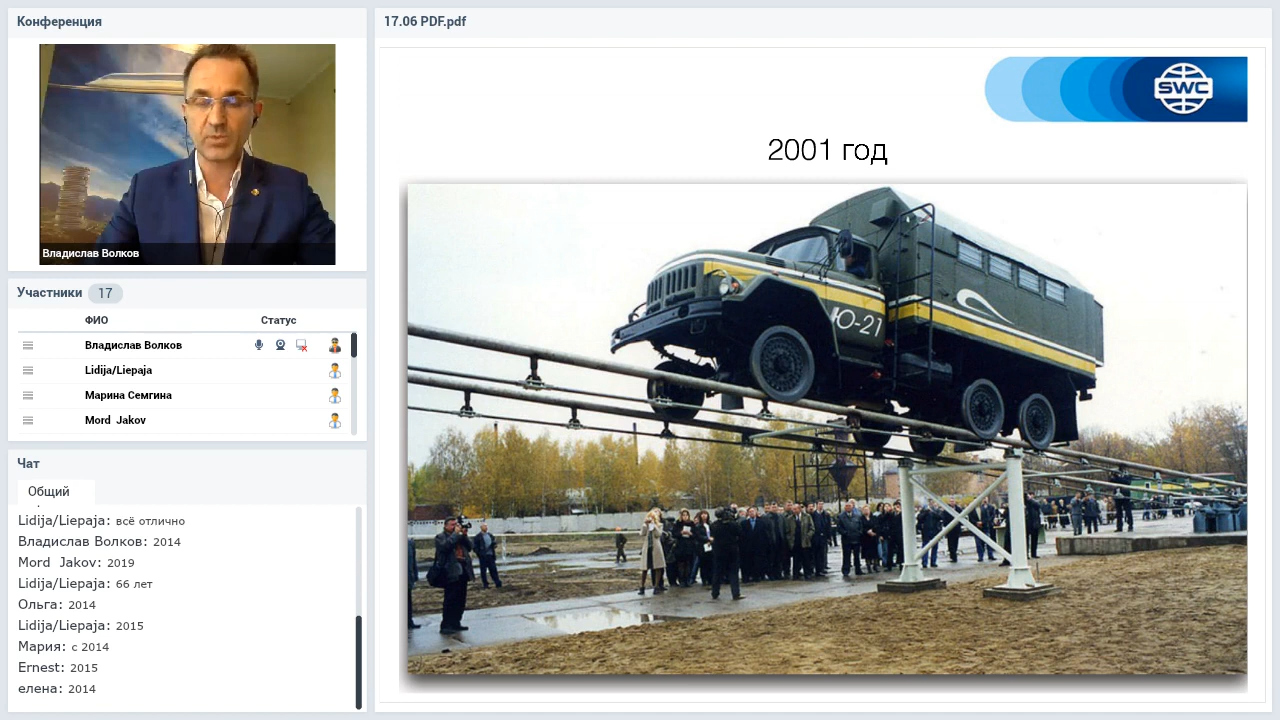 Конференция
Владислав Волков
Участники 17
ФИО Статус
Владислав Волков
Lidija/Liepaja
Марина Семгина
Mord Jakov
Чат
Общий
Lidija/Liepaja: всё отлично
Владислав Волков: 2014
Mord Jakov: 2019
Lidija/Liepaja: 66 лет
Ольга: 2014
Lidija/Liepaja: 2015
Мария: с 2014
Ernest: 2015
елена: 2014
17.06 PDF.pdf
SWC
2001 год
Ю-21